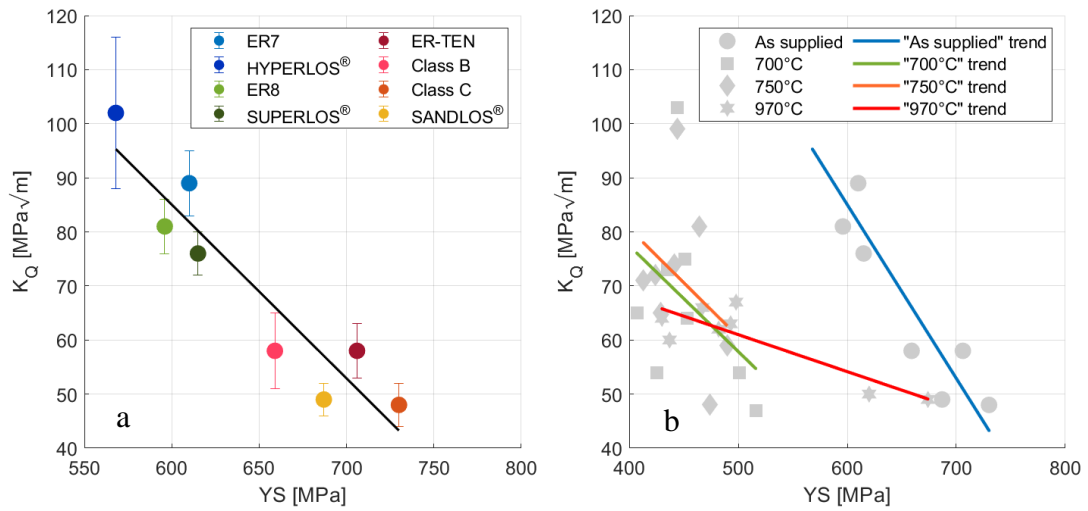 120
110
100
90
80
70
60
50
40
K_Q [MPa√m]
ER7
HYPERLOS®
ER8
SUPERLOS®
ER-TEN
Class B
Class C
SANDLOS®
a
550 600 650 700 750 800
YS [MPa]
120
110
100
90
80
70
60
50
40
K_Q [MPa√m]
As supplied
700°C
750°C
970°C
"As supplied" trend
"700°C" trend
"750°C" trend
"970°C" trend
b
400 500 600 700 800
YS [MPa]